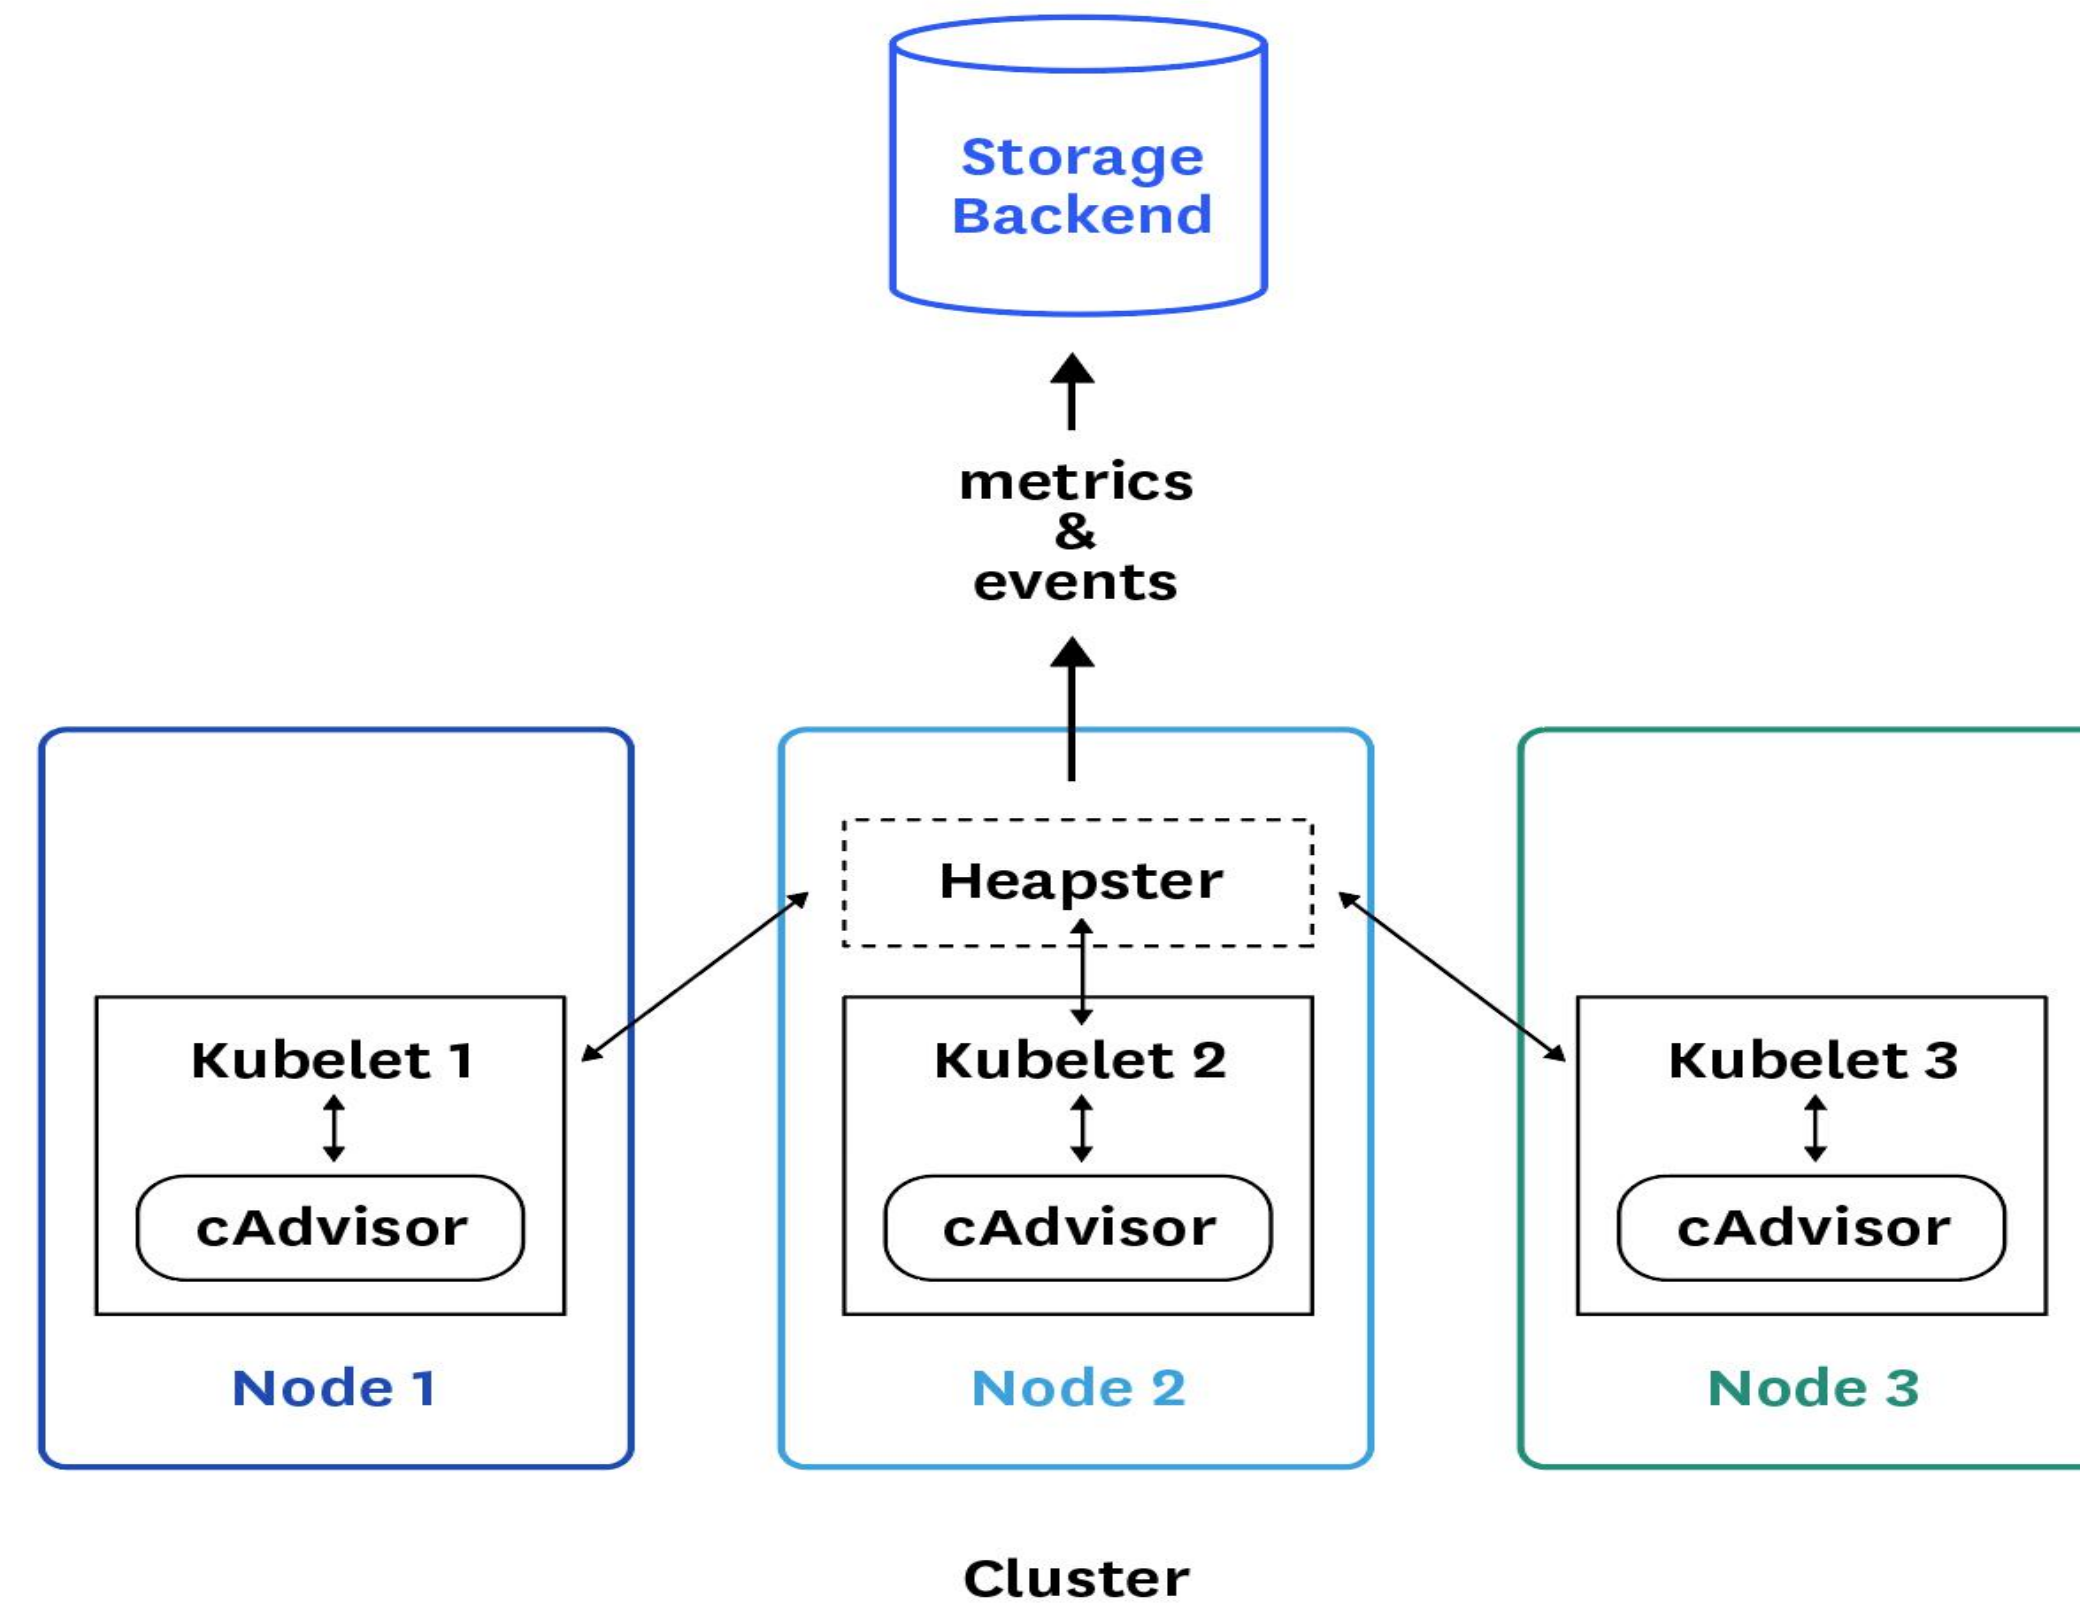 Storage
Backend
metrics
&
events
Heapster
Kubelet 1
Kubelet 2
Kubelet 3
cAdvisor
cAdvisor
cAdvisor
Node 1
Node 2
Node 3
Cluster